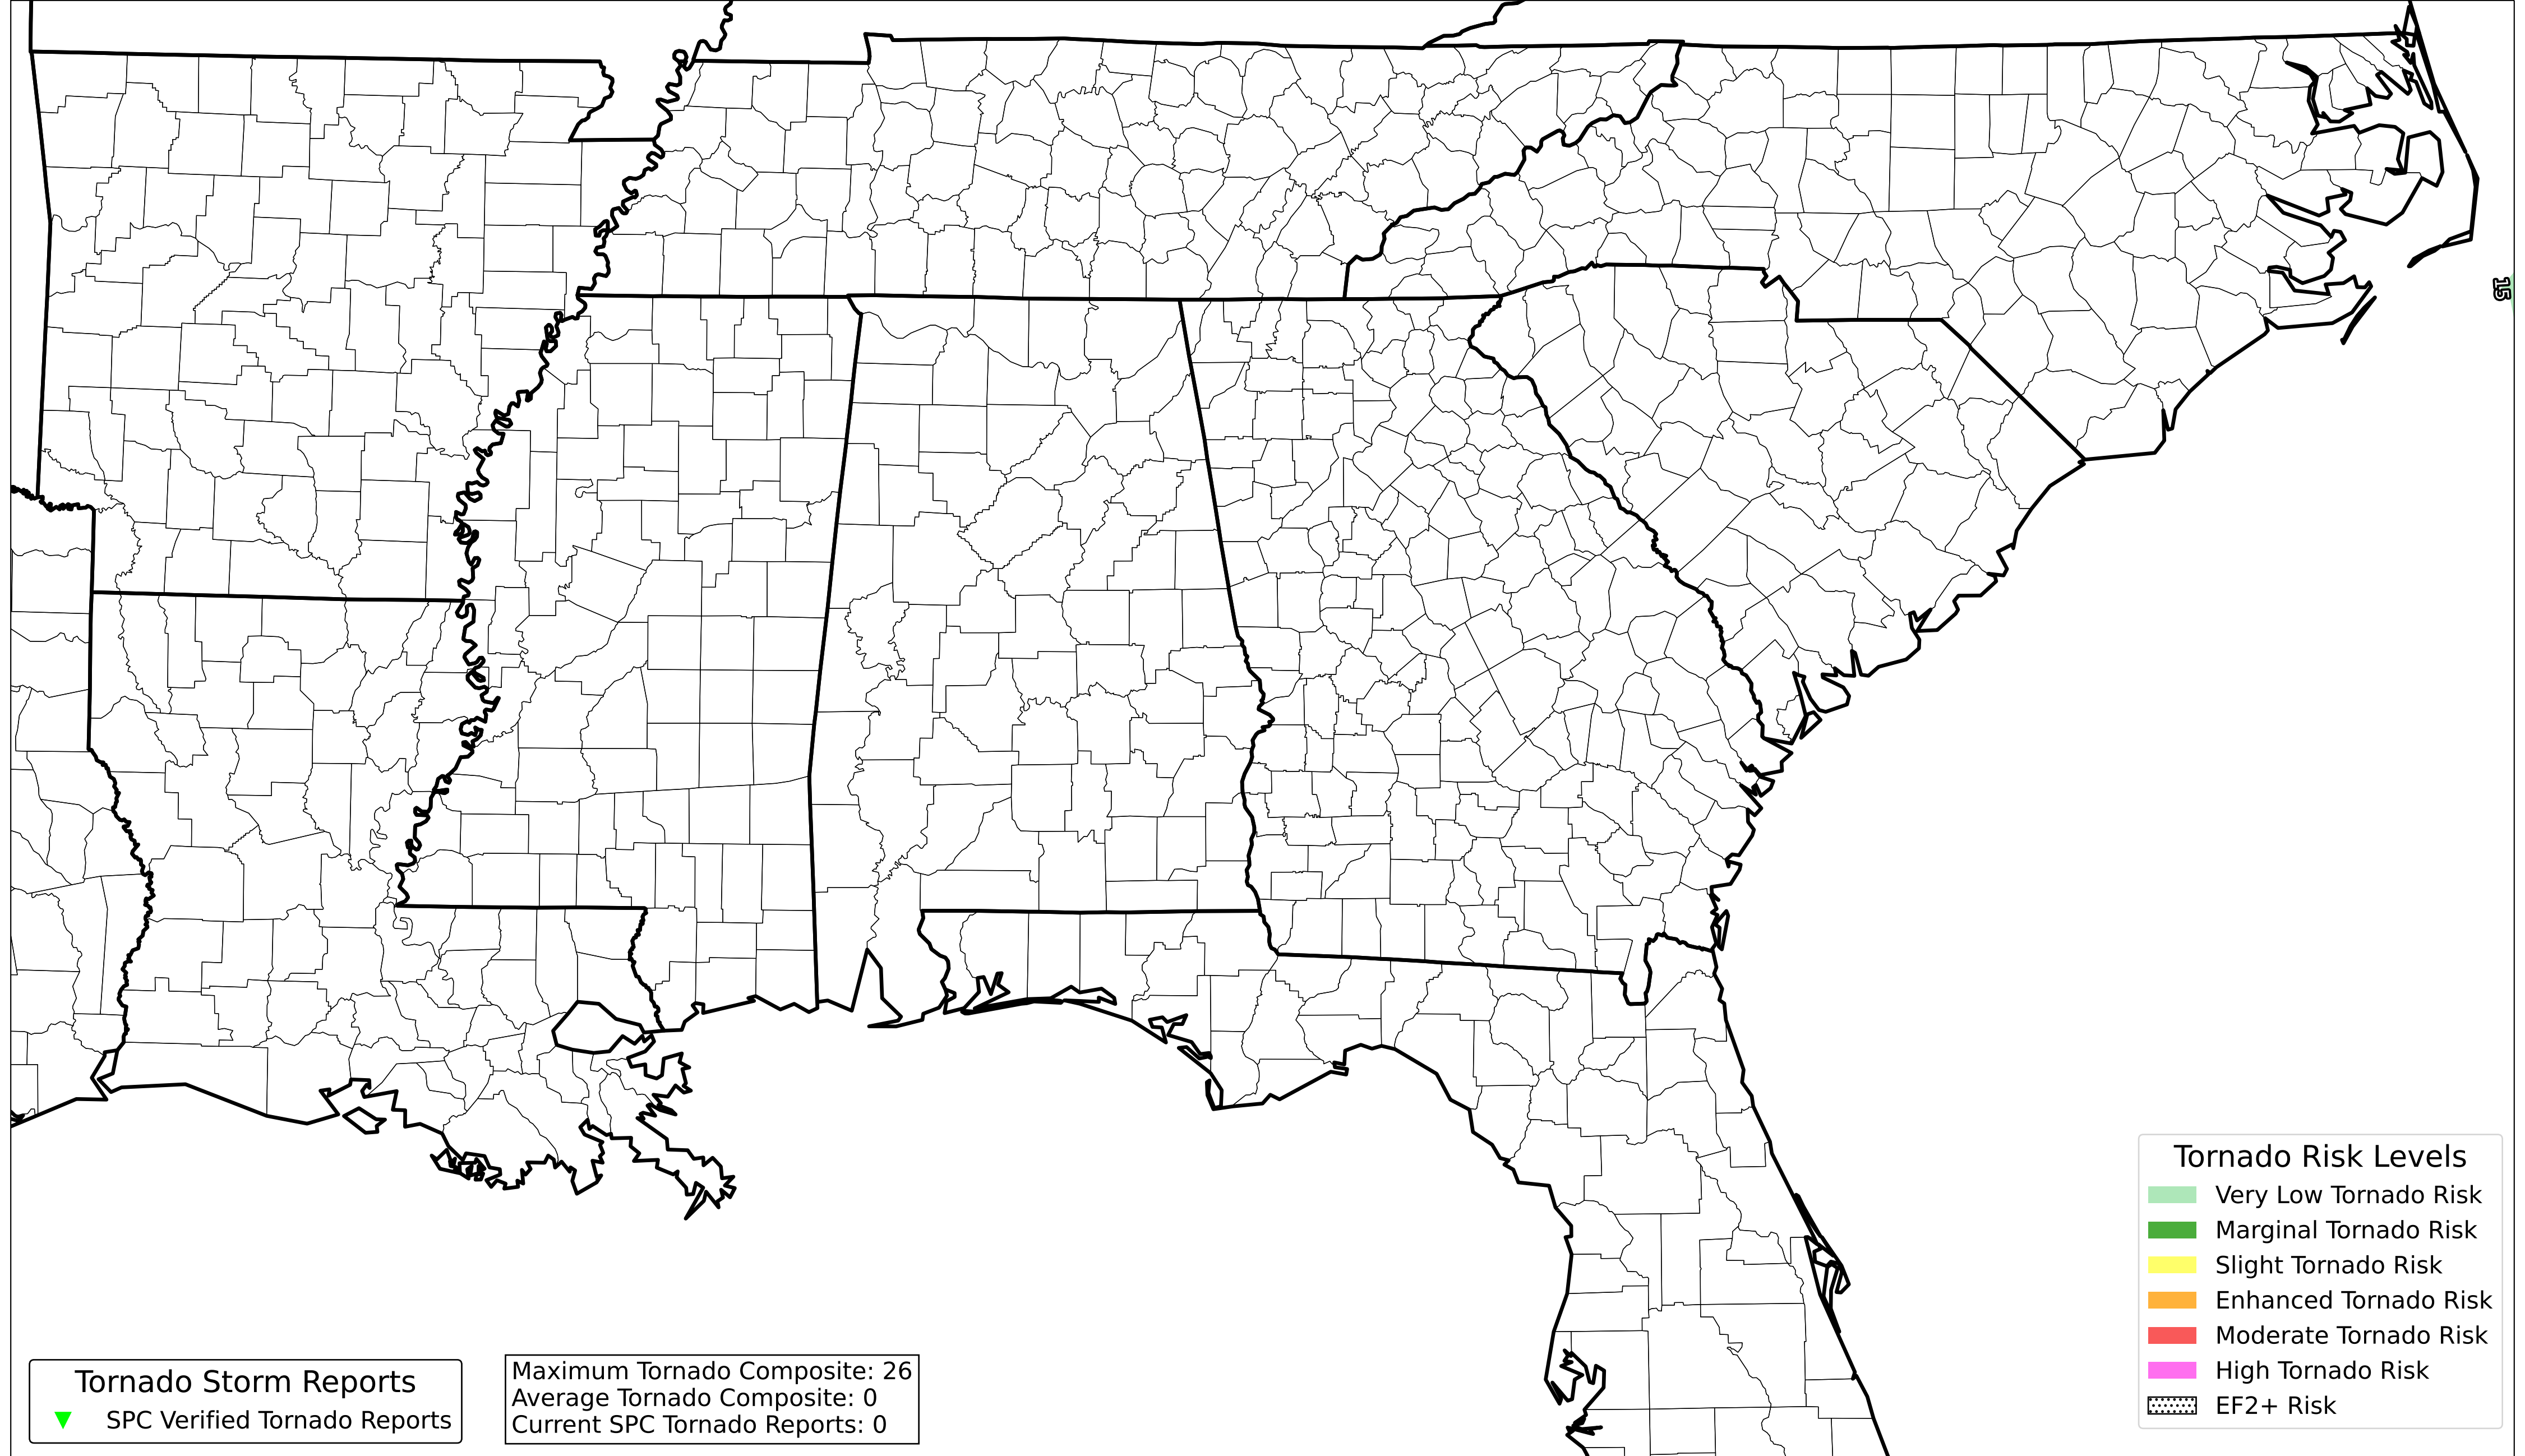 15
Tornado Risk Levels
Very Low Tornado Risk
Marginal Tornado Risk
Slight Tornado Risk
Enhanced Tornado Risk
Moderate Tornado Risk
High Tornado Risk
EF2+ Risk
Tornado Storm Reports
SPC Verified Tornado Reports
Maximum Tornado Composite: 26
Average Tornado Composite: 0
Current SPC Tornado Reports: 0